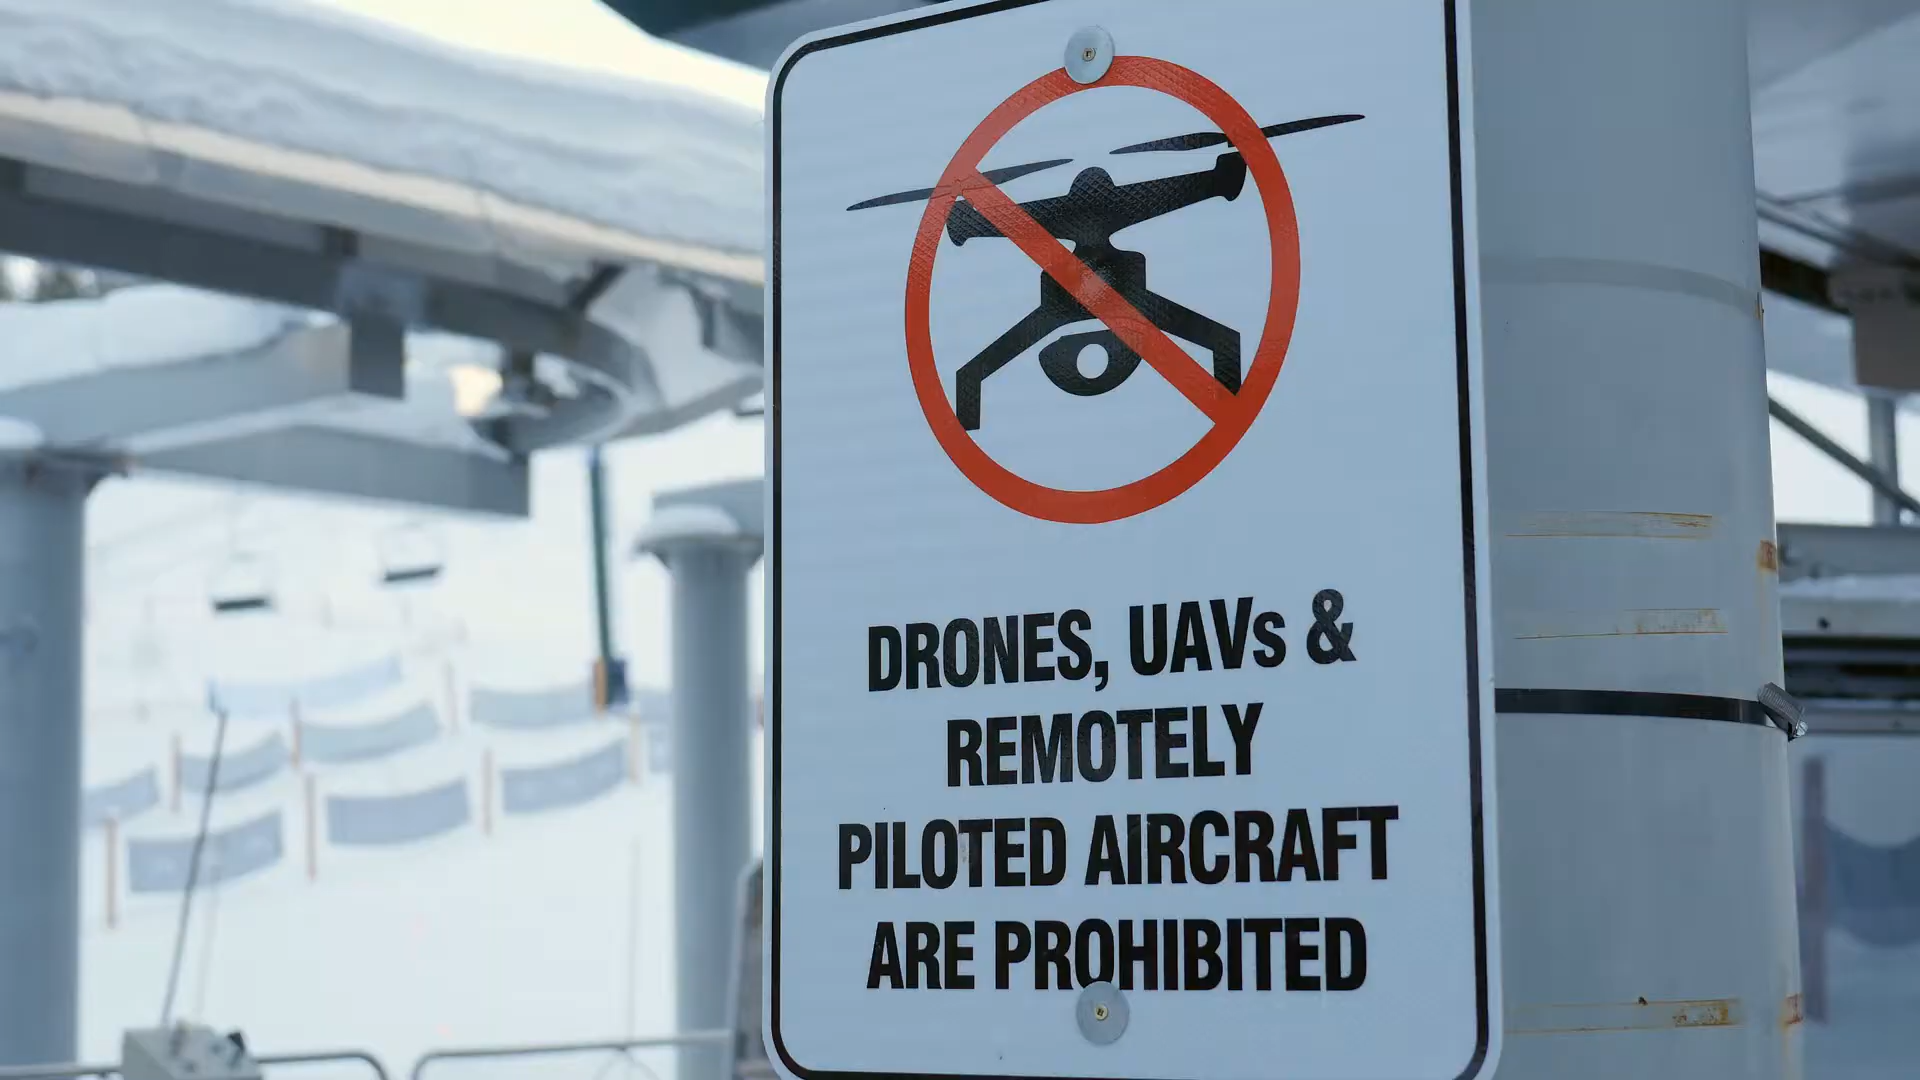 DRONES, UAVs &
REMOTELY
PILOTED AIRCRAFT
ARE PROHIBITED